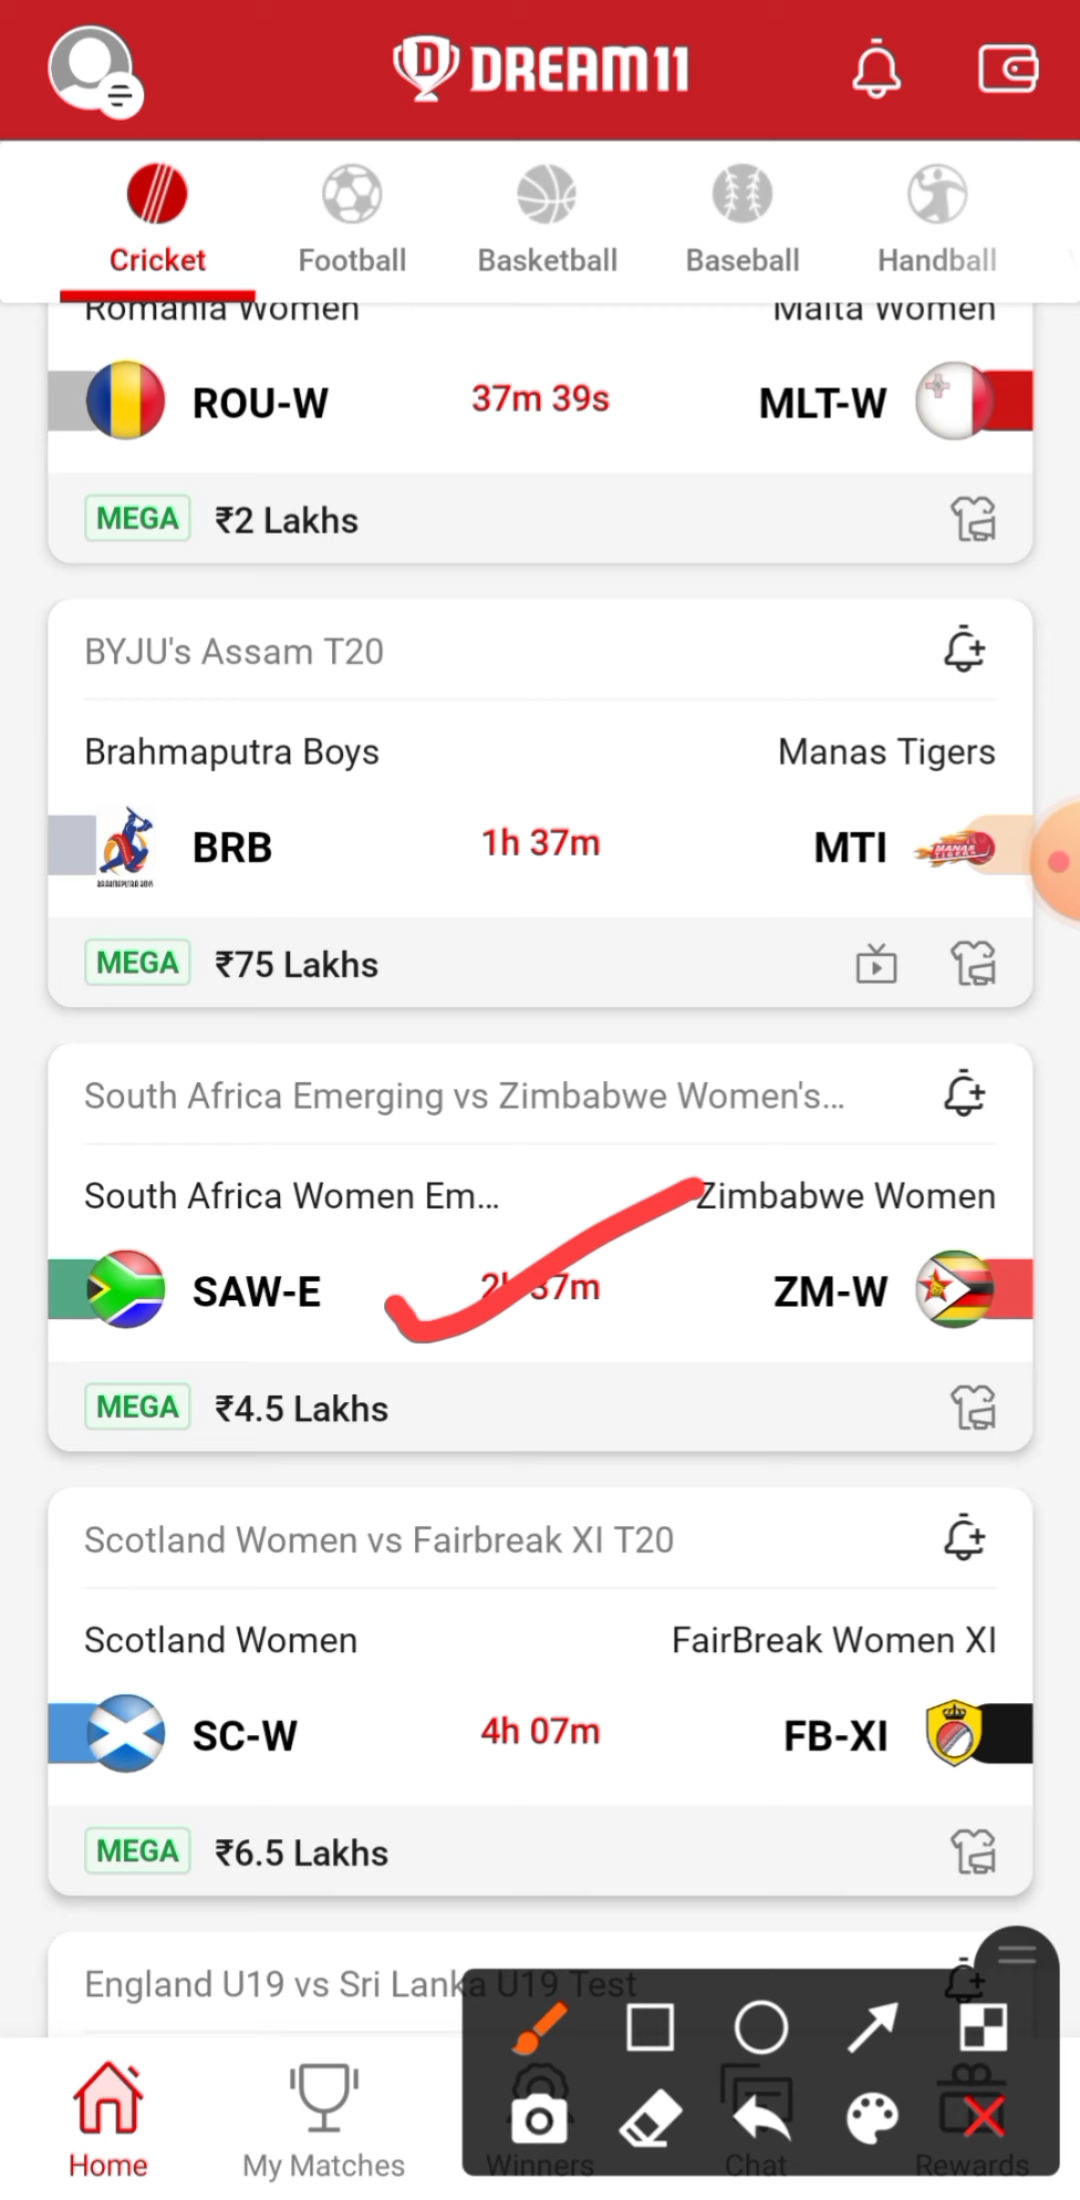 DREAM11
Cricket
Football
Basketball
Baseball
Handball
Romania Women
Malta Women
ROU-W
37m 39s
MLT-W
MEGA
₹2 Lakhs
BYJU's Assam T20
Brahmaputra Boys
Manas Tigers
BRB
1h 37m
MTI
MANAS
TIGERS
MEGA
₹75 Lakhs
South Africa Emerging vs Zimbabwe Women's...
South Africa Women Em...
Zimbabwe Women
SAW-E
2h 37m
ZM-W
MEGA
₹4.5 Lakhs
Scotland Women vs Fairbreak XI T20
Scotland Women
FairBreak Women XI
SC-W
4h 07m
FB-XI
MEGA
₹6.5 Lakhs
England U19 vs Sri Lanka U19 Test
Home
My Matches
Winners
Chat
Rewards